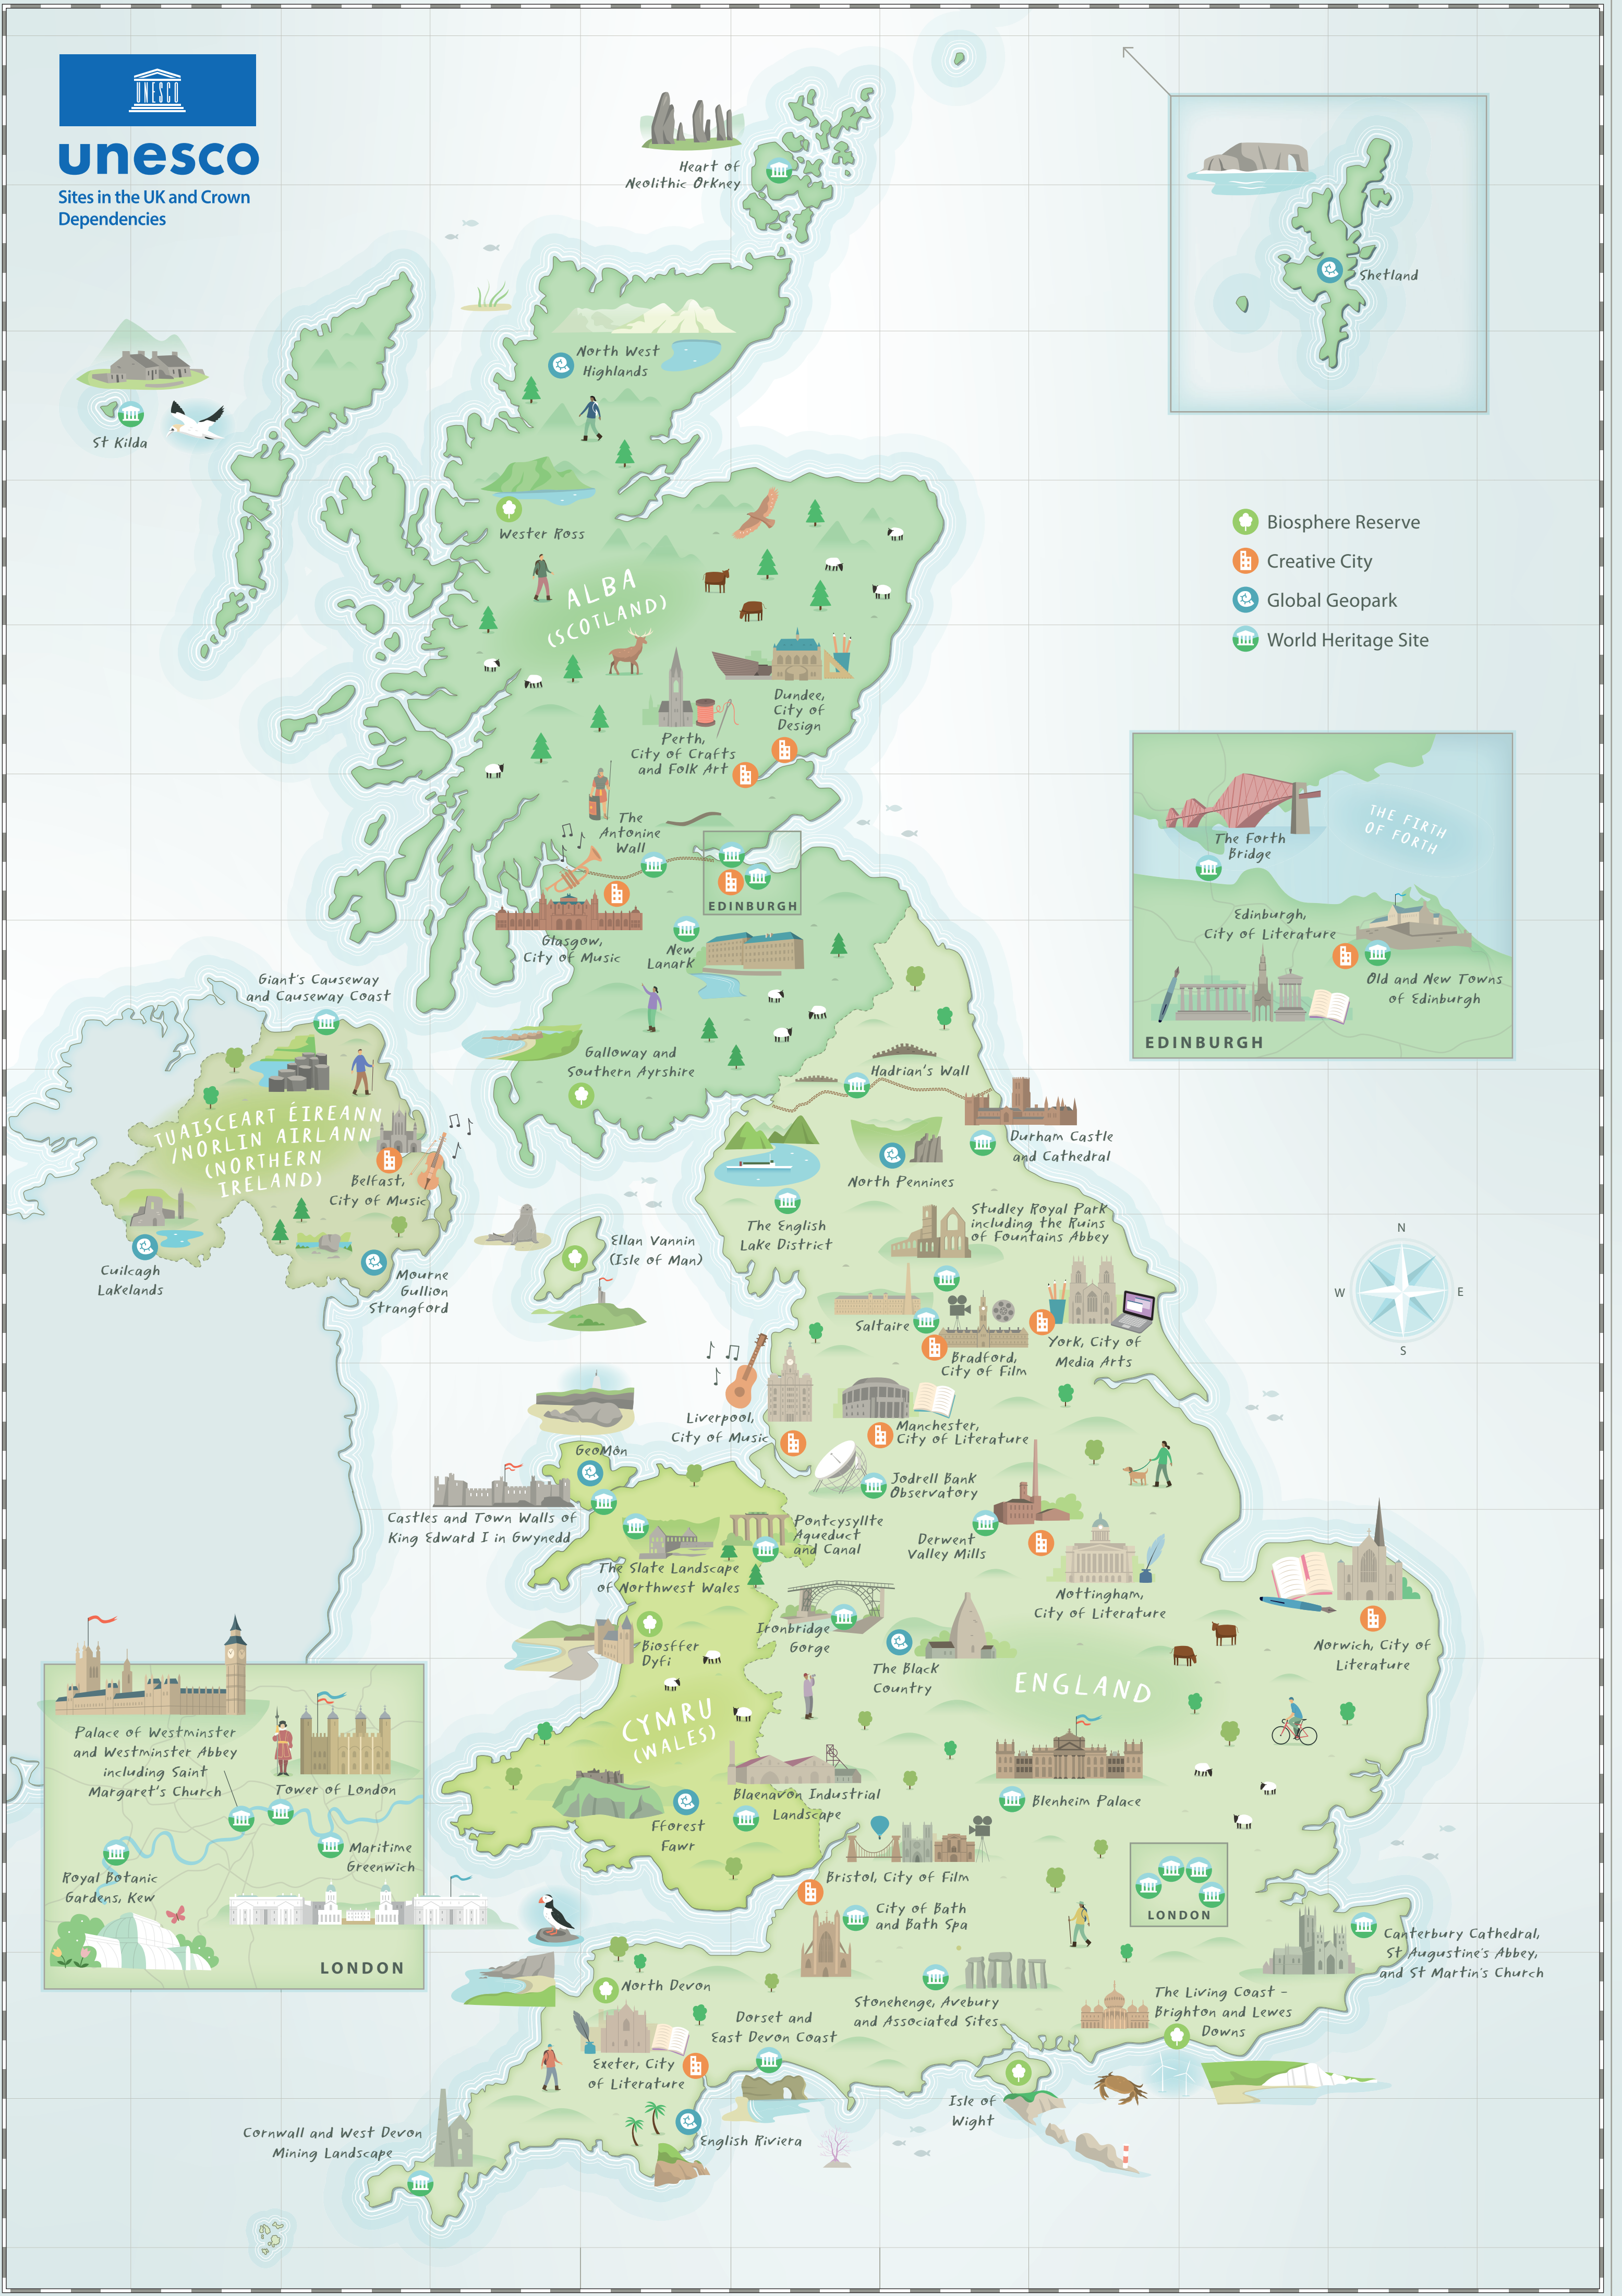 UNESCO
unesco
Sites in the UK and Crown
Dependencies
Heart of
Neolithic Orkney
Shetland
North West
Highlands
St Kilda
Wester Ross
Biosphere Reserve
Creative City
Global Geopark
World Heritage Site
ALBA
(SCOTLAND)
Dundee,
City of
Design
Perth,
City of Crafts
and Folk Art
The
Antonine
Wall
EDINBURGH
Glasgow,
City of Music
New
Lanark
THE FIRTH
OF FORTH
The Forth
Bridge
Edinburgh,
City of Literature
Old and New Towns
of Edinburgh
EDINBURGH
Giant's Causeway
and Causeway Coast
Galloway and
Southern Ayrshire
Hadrian's Wall
TUAISCEART ÉIREANN
/NORLIN AIRLANN
(NORTHERN
IRELAND)
Durham Castle
and Cathedral
North Pennines
Belfast,
City of Music
The English
Lake District
Studley Royal Park
including the Ruins
of Fountains Abbey
Ellan Vannin
(Isle of Man)
Cuilcagh
Lakelands
Mourne
Gullion
Strangford
N
W
E
S
Saltaire
Bradford,
City of Film
York, City of
Media Arts
Liverpool,
City of Music
Manchester,
City of Literature
GeoMôn
Jodrell Bank
Observatory
Castles and Town Walls of
King Edward I in Gwynedd
Pontcysyllte
Aqueduct
and Canal
Derwent
Valley Mills
The Slate Landscape
of Northwest Wales
Nottingham,
City of Literature
Ironbridge
Gorge
Biosffer
Dyfi
Norwich, City of
Literature
The Black
Country
ENGLAND
CYMRU
(WALES)
Palace of Westminster
and Westminster Abbey
including Saint
Margaret's Church
Tower of London
Maritime
Greenwich
Royal Botanic
Gardens, Kew
LONDON
Blaenavon Industrial
Landscape
Blenheim Palace
Fforest
Fawr
Bristol, City of Film
City of Bath
and Bath Spa
LONDON
Canterbury Cathedral,
St Augustine's Abbey,
and St Martin's Church
North Devon
Stonehenge, Avebury
and Associated Sites
The Living Coast -
Brighton and Lewes
Downs
Dorset and
East Devon Coast
Exeter, City
of Literature
Isle of
Wight
Cornwall and West Devon
Mining Landscape
English Riviera